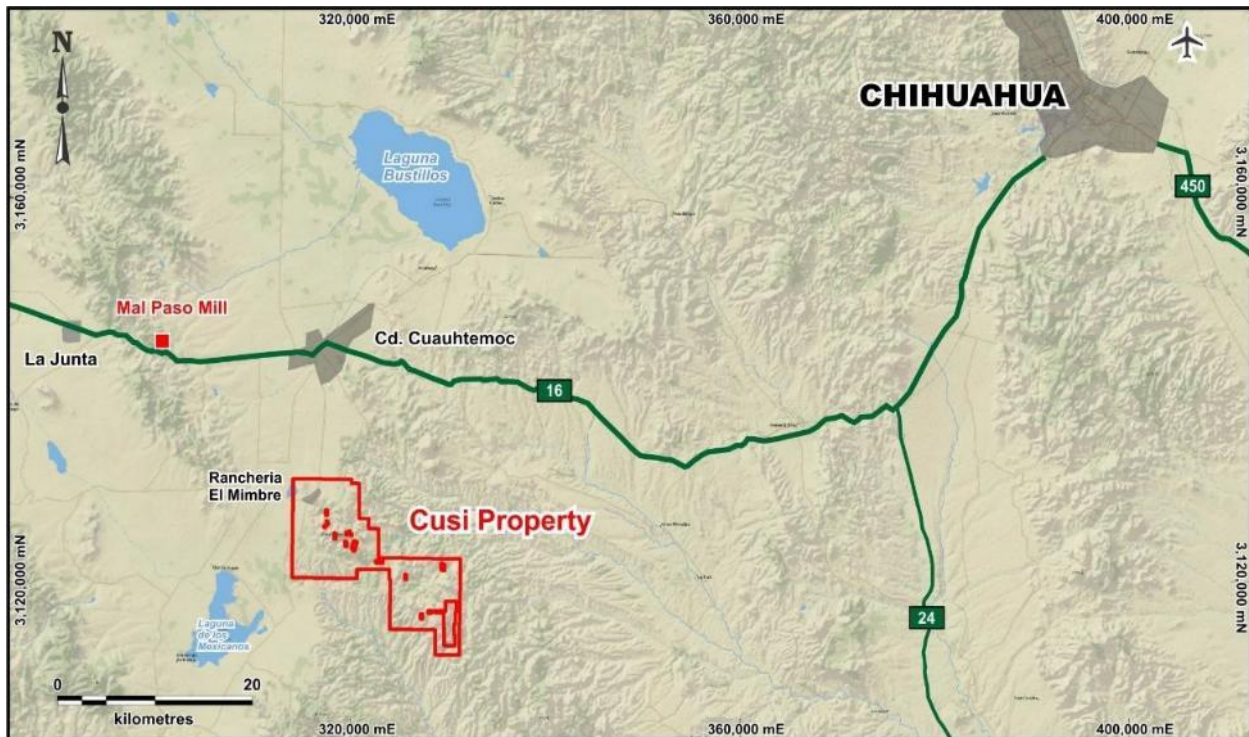 320,000 mE
360,000 mE
400,000 mE
N
CHIHUAHUA
Laguna
Bustillos
3,160,000 mN
3,160,000 mN
450
Mal Paso Mill
La Junta
Cd. Cuauhtemoc
16
Rancheria
El Mimbre
Cusi Property
3,120,000 mN
3,120,000 mN
Laguna
de los
Mexicanos
24
0
20
kilometres
320,000 mE
360,000 mE
400,000 mE